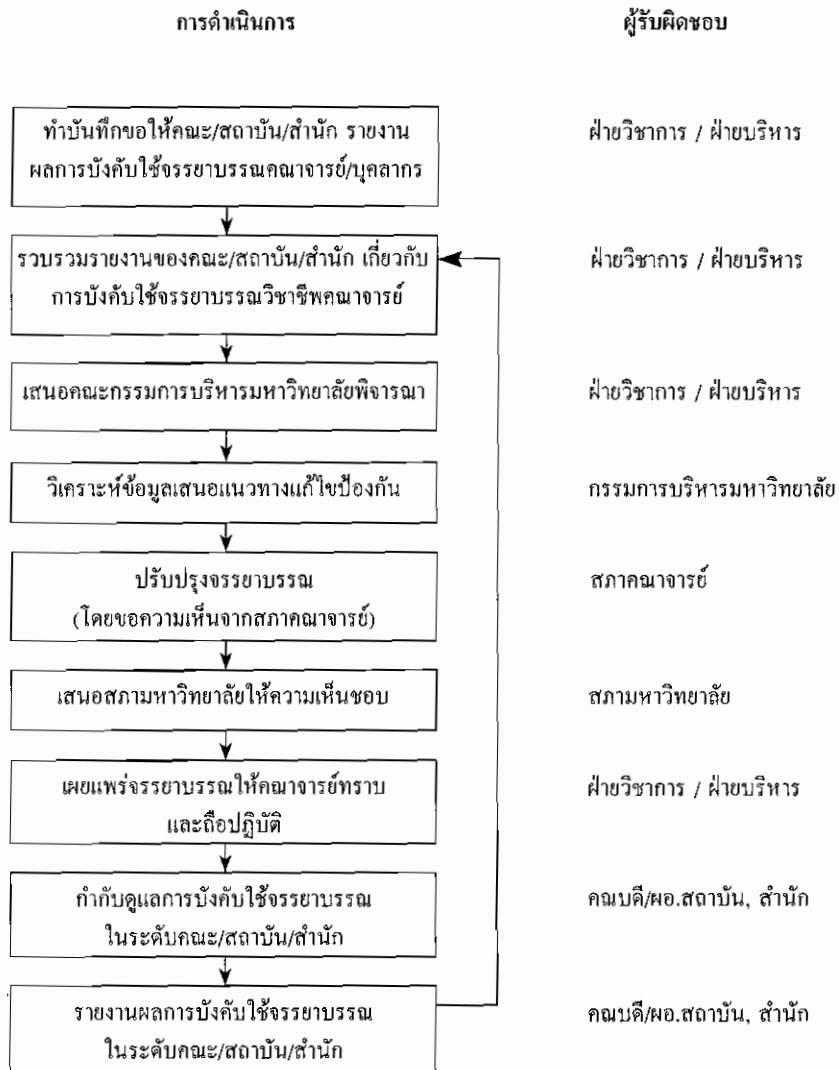 การดำเนินการ ผู้รับผิดชอบ
ทำบันทึกขอให้คณะ/สถาบัน/สำนัก รายงาน ฝ่ายวิชาการ / ฝ่ายบริหาร
ผลการบังคับใช้จรรยาบรรณคณาจารย์/บุคลากร
รวบรวมรายงานของคณะ/สถาบัน/สำนัก เกี่ยวกับ ฝ่ายวิชาการ / ฝ่ายบริหาร
การบังคับใช้จรรยาบรรณวิชาชีพคณาจารย์
เสนอคณะกรรมการบริหารมหาวิทยาลัยพิจารณา ฝ่ายวิชาการ / ฝ่ายบริหาร
วิเคราะห์ข้อมูลเสนอแนวทางแก้ไขป้องกัน กรรมการบริหารมหาวิทยาลัย
ปรับปรุงจรรยาบรรณ สภาคณาจารย์
(โดยขอความเห็นจากสภาคณาจารย์)
เสนอสภามหาวิทยาลัยให้ความเห็นชอบ สภามหาวิทยาลัย
เผยแพร่จรรยาบรรณให้คณาจารย์ทราบ ฝ่ายวิชาการ / ฝ่ายบริหาร
และถือปฏิบัติ
กำกับดูแลการบังคับใช้จรรยาบรรณ คณบดี/ผอ.สถาบัน, สำนัก
ในระดับคณะ/สถาบัน/สำนัก
รายงานผลการบังคับใช้จรรยาบรรณ คณบดี/ผอ.สถาบัน, สำนัก
ในระดับคณะ/สถาบัน/สำนัก